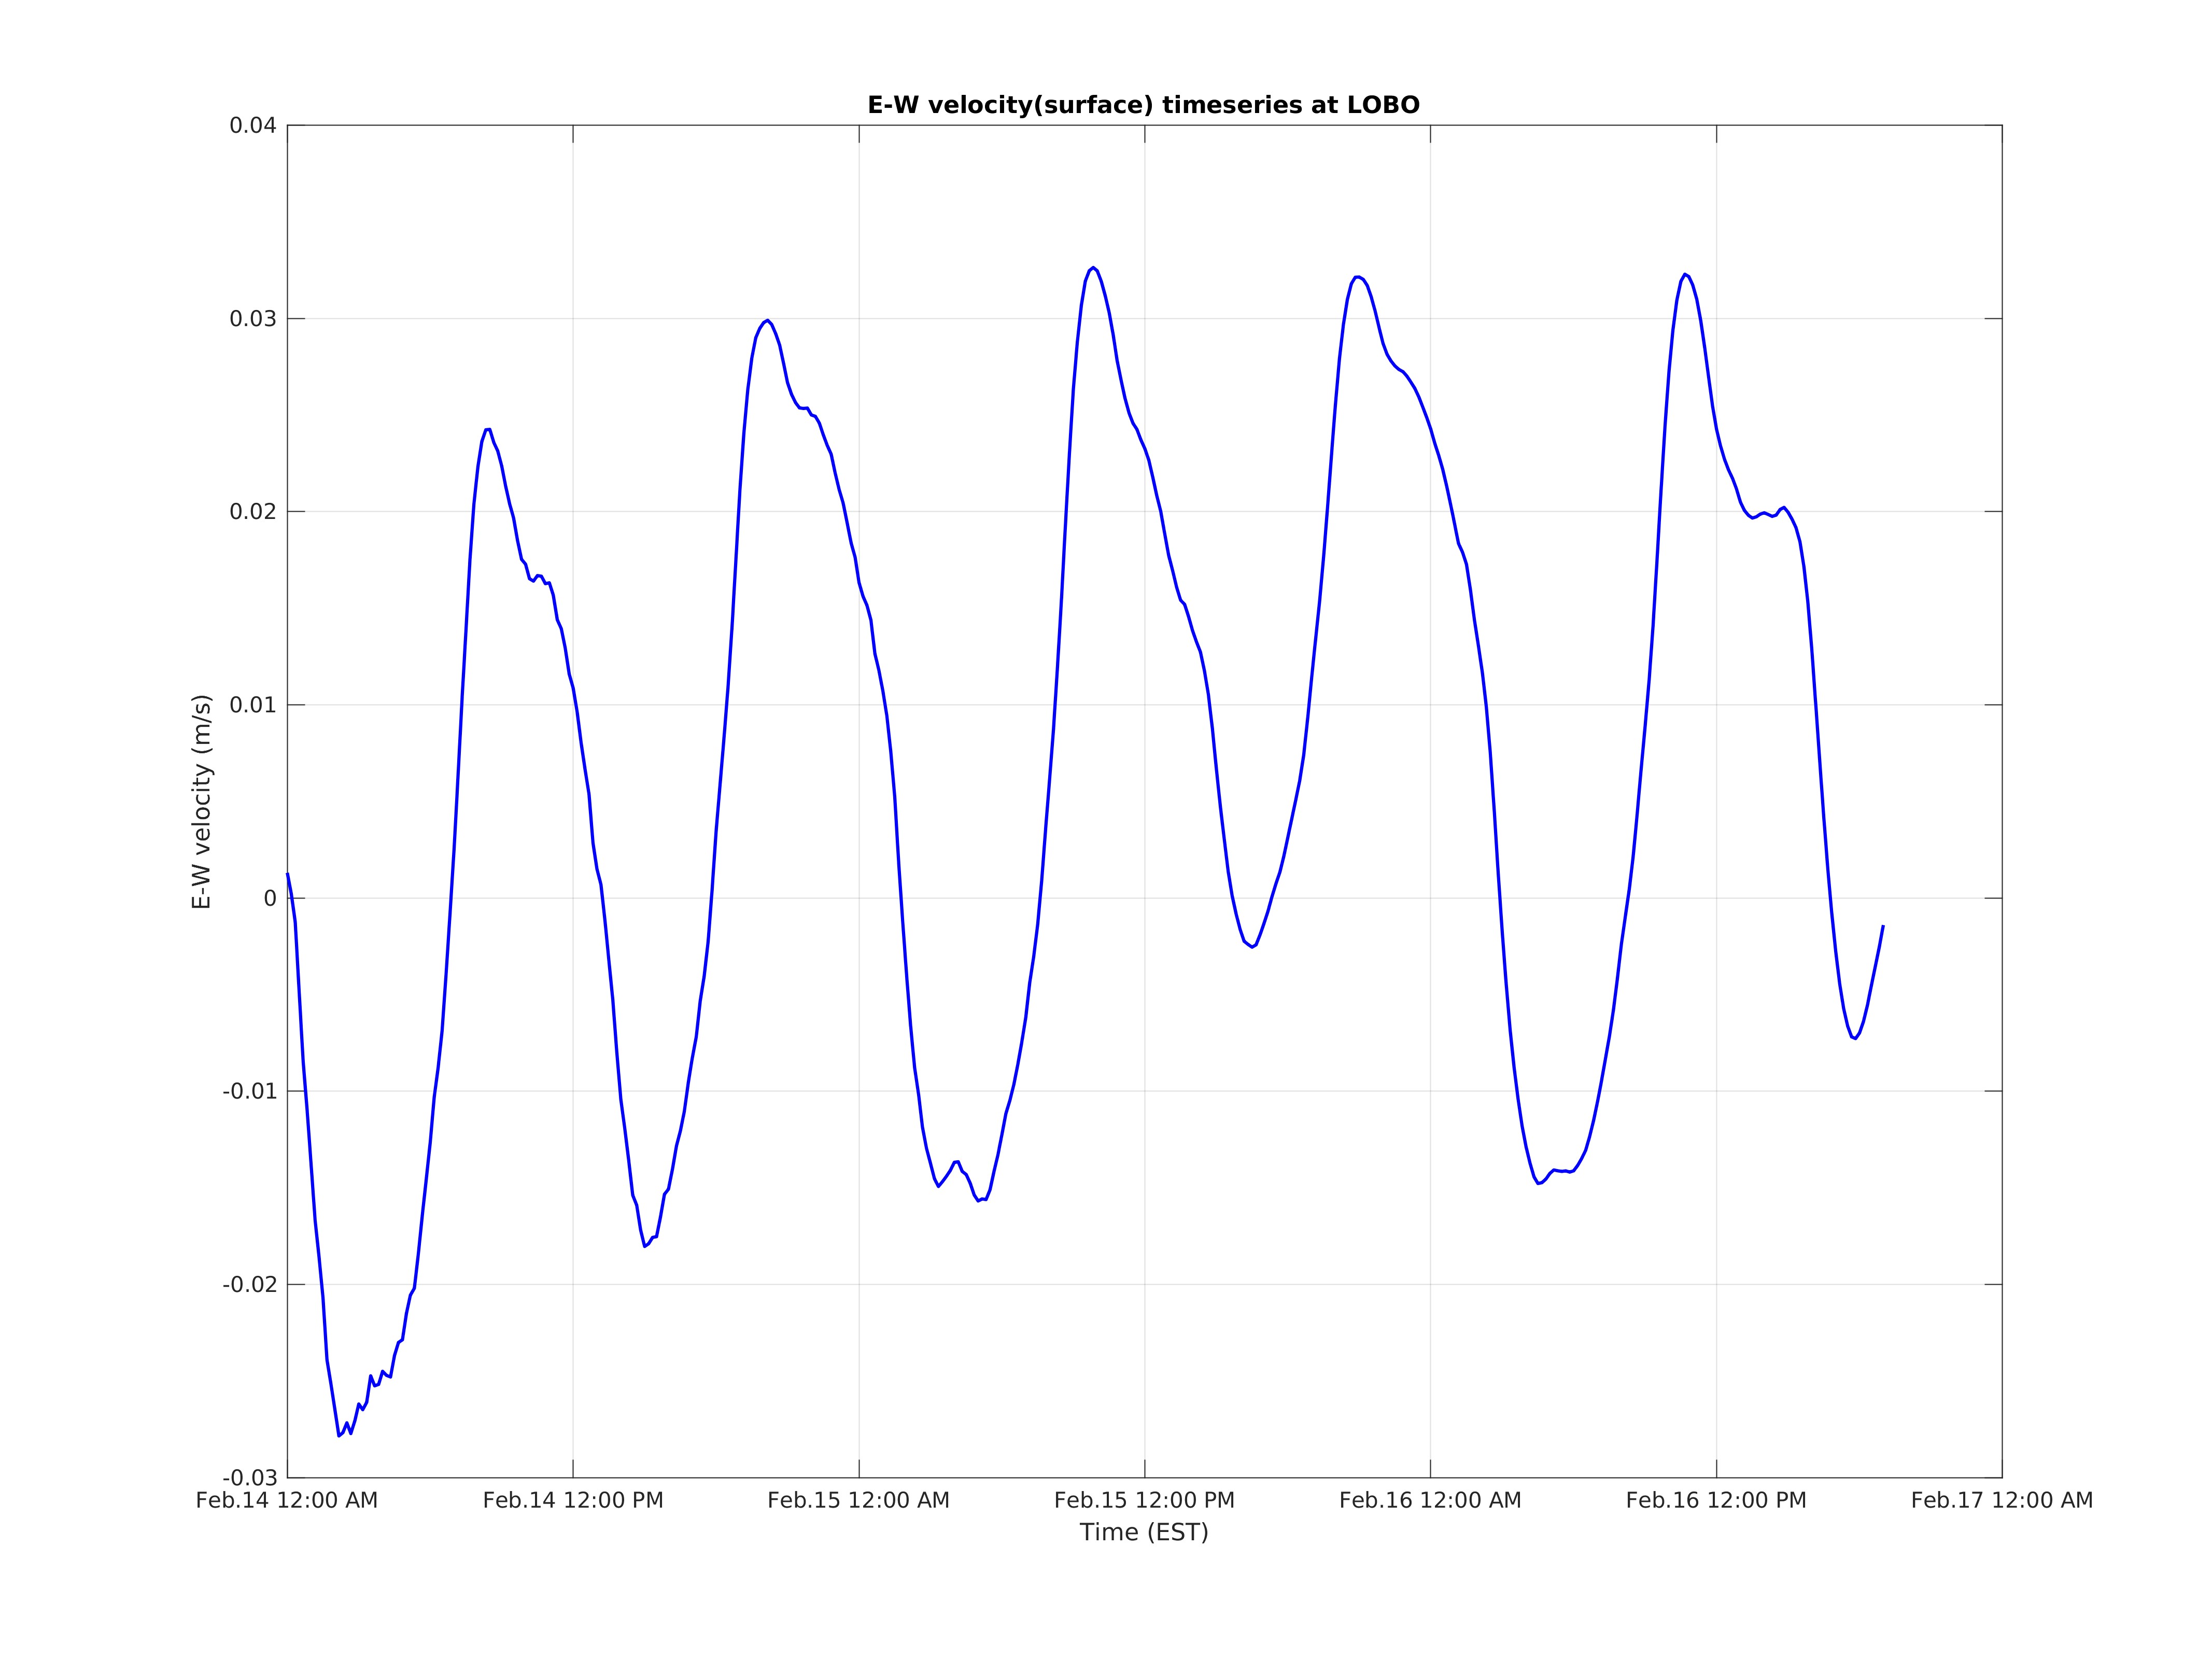 E-W velocity(surface) timeseries at LOBO
0.04
0.03
0.02
0.01
0
-0.01
-0.02
-0.03
E-W velocity (m/s)
Feb.14 12:00 AM Feb.14 12:00 PM Feb.15 12:00 AM Feb.15 12:00 PM Feb.16 12:00 AM Feb.16 12:00 PM Feb.17 12:00 AM
Time (EST)